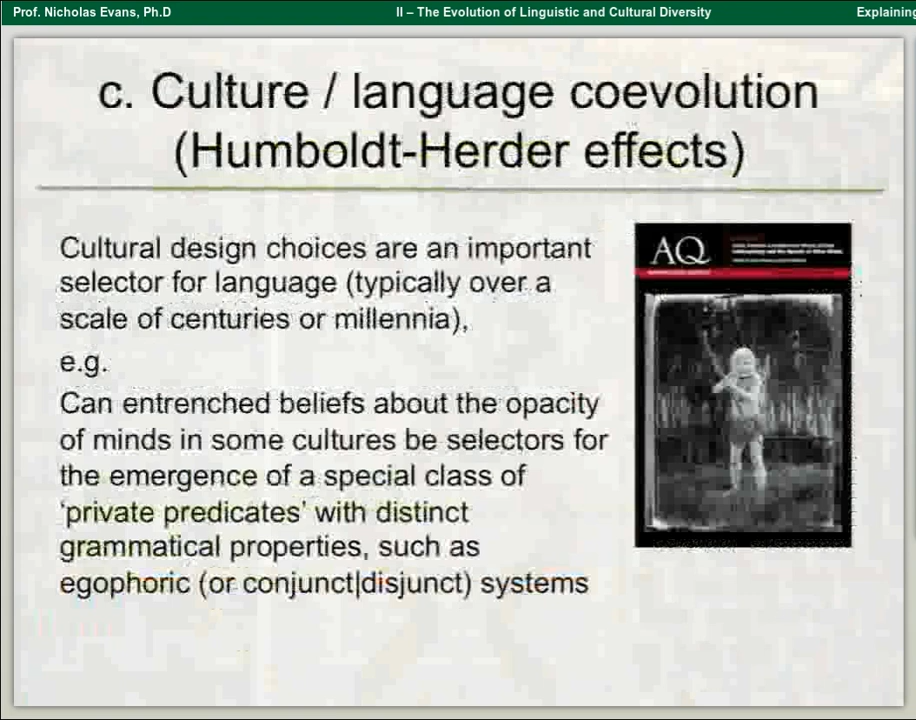 Prof. Nicholas Evans, Ph.D
II – The Evolution of Linguistic and Cultural Diversity
Explaining
c. Culture / language coevolution
(Humboldt-Herder effects)
Cultural design choices are an important
selector for language (typically over a
scale of centuries or millennia),
e.g.
Can entrenched beliefs about the opacity
of minds in some cultures be selectors for
the emergence of a special class of
‘private predicates’ with distinct
grammatical properties, such as
egophoric (or conjunct|disjunct) systems
AQ